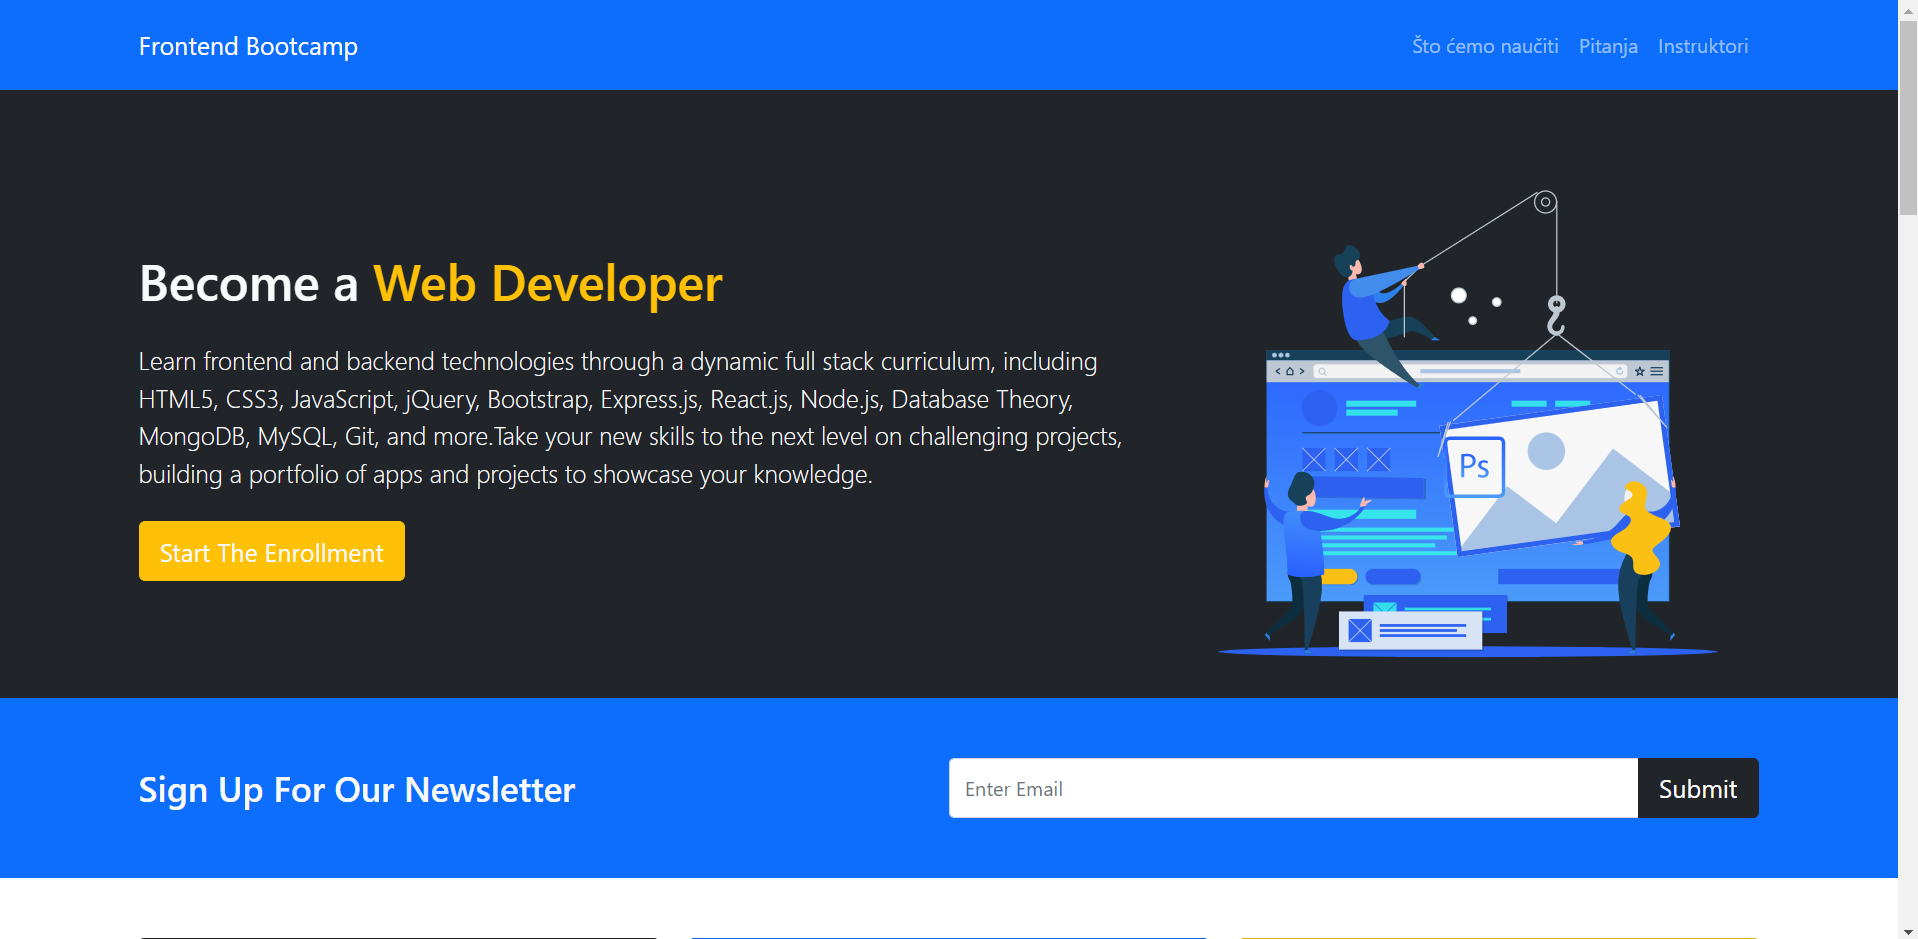 Frontend Bootcamp
Što ćemo naučiti Pitanja Instruktori
Become a Web Developer
Learn frontend and backend technologies through a dynamic full stack curriculum, including
HTML5, CSS3, JavaScript, jQuery, Bootstrap, Express.js, React.js, Node.js, Database Theory,
MongoDB, MySQL, Git, and more.Take your new skills to the next level on challenging projects,
building a portfolio of apps and projects to showcase your knowledge.
Start The Enrollment
Ps
Sign Up For Our Newsletter
Enter Email
Submit